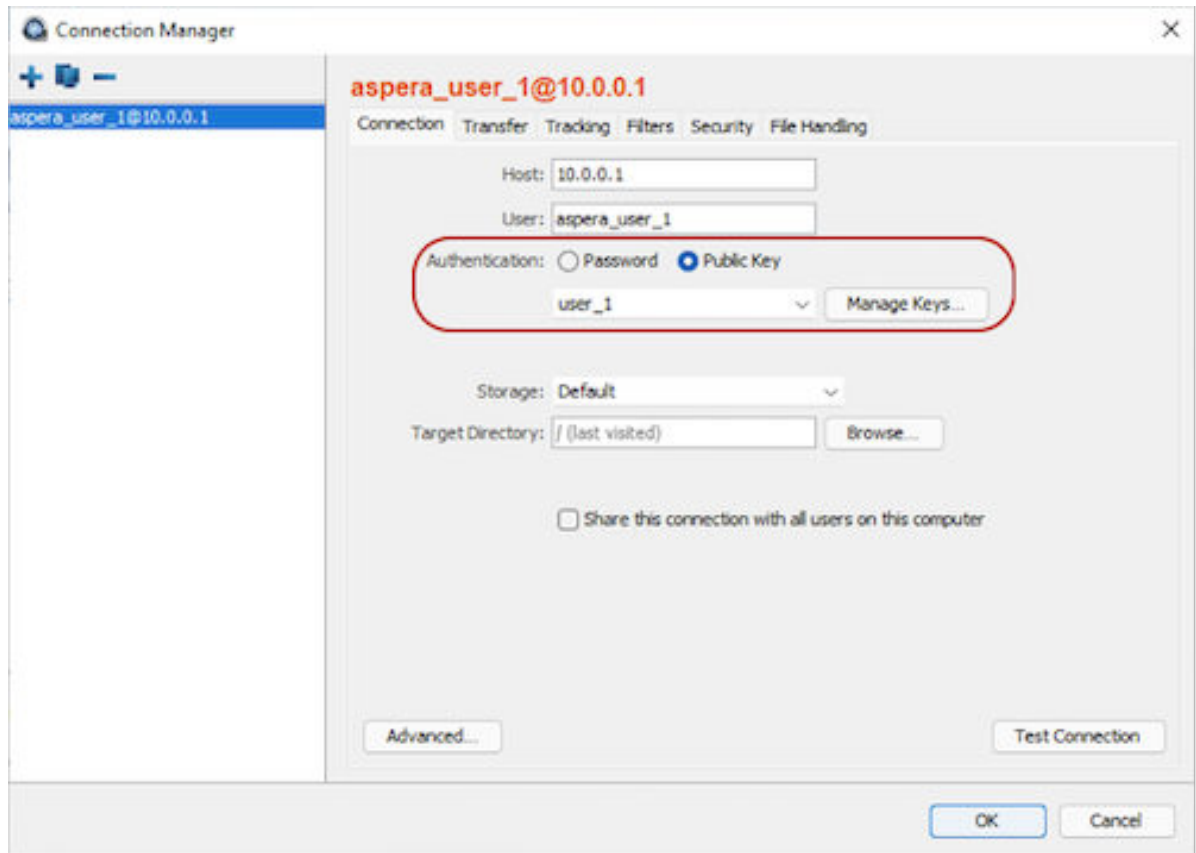 Connection Manager
aspera_user_1@10.0.0.1
aspera_user_1@10.0.0.1
Connection Transfer Tracking Filters Security File Handling
Host: 10.0.0.1
User: aspera_user_1
Authentication: Password Public Key
user_1 Manage Keys...
Storage: Default
Target Directory: / (last visited) Browse...
Share this connection with all users on this computer
Advanced... Test Connection
OK Cancel